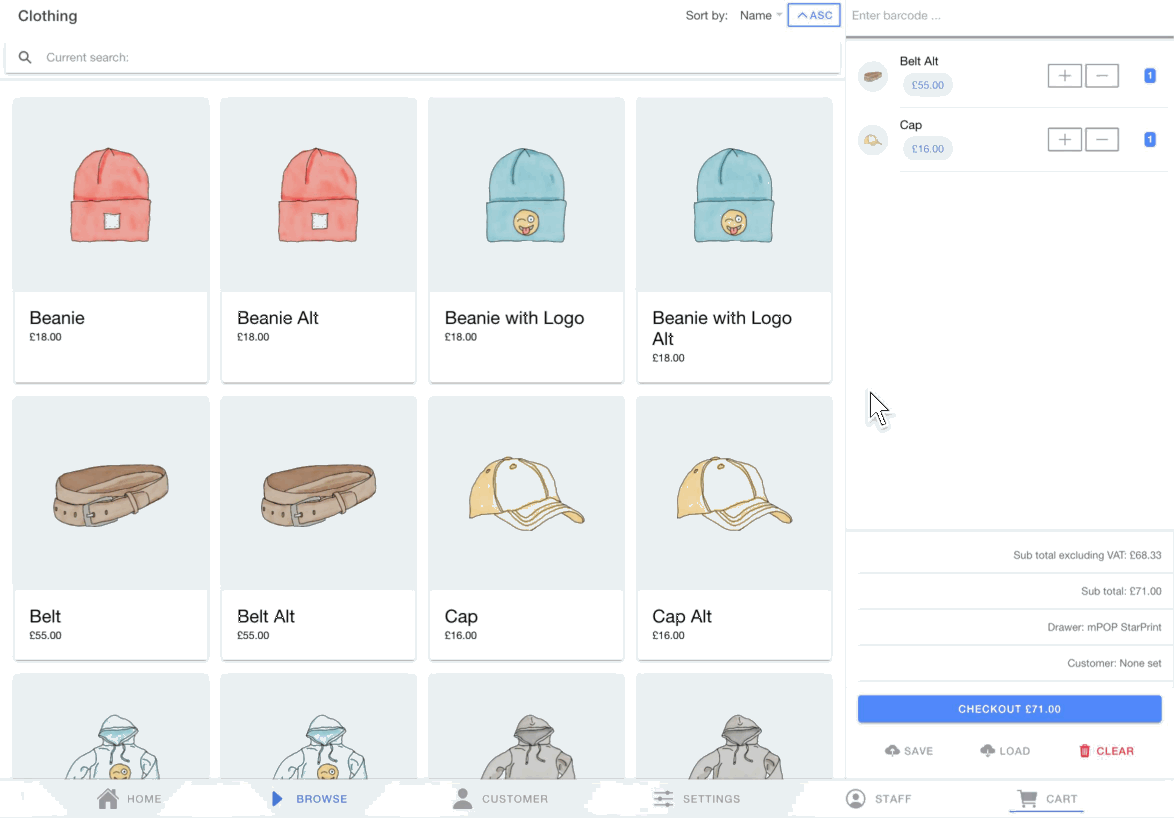 Clothing
Sort by: Name ASC
Current search:
Beanie
£18.00
Beanie Alt
£18.00
Beanie with Logo
£18.00
Beanie with Logo
Alt
£18.00
Belt
£55.00
Belt Alt
£55.00
Cap
£16.00
Cap Alt
£16.00
Enter barcode ...
Belt Alt
£55.00
+ −
1
Cap
£16.00
+ −
1
Sub total excluding VAT: £68.33
Sub total: £71.00
Drawer: mPOP StarPrint
Customer: None set
CHECKOUT £71.00
SAVE LOAD CLEAR
HOME BROWSE CUSTOMER SETTINGS STAFF CART